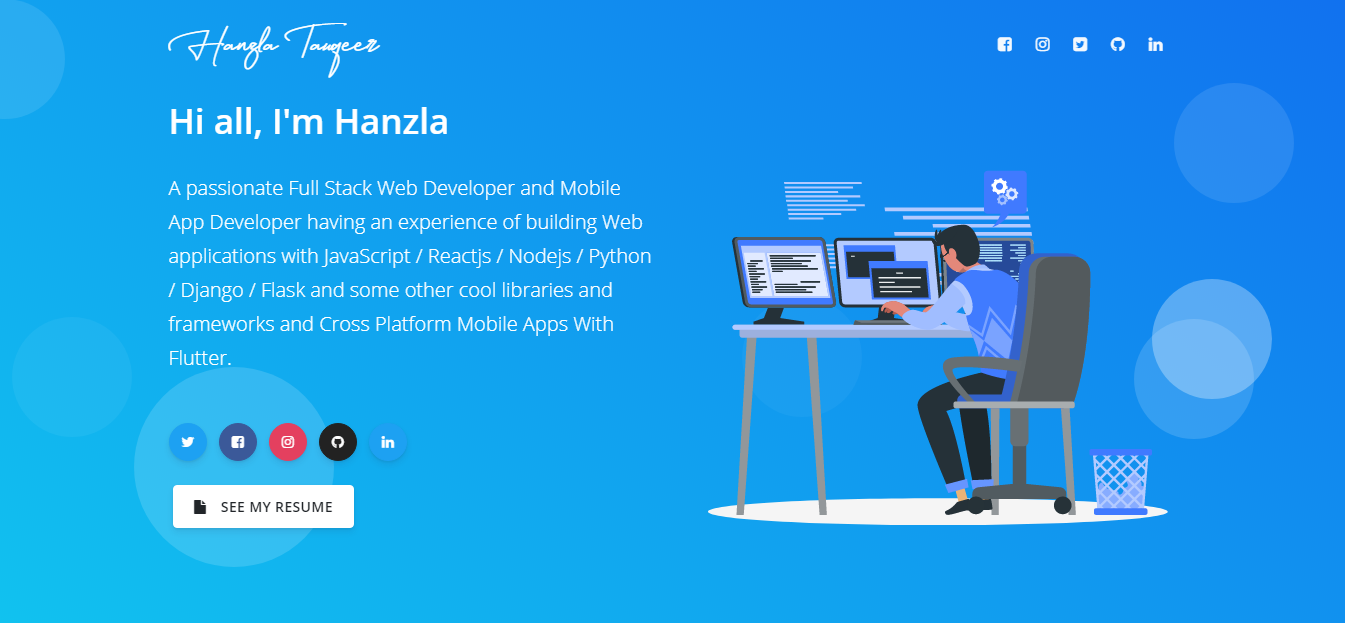 Hanzla Tauqeer
Hi all, I'm Hanzla
A passionate Full Stack Web Developer and Mobile
App Developer having an experience of building Web
applications with JavaScript / Reactjs / Nodejs / Python
/ Django / Flask and some other cool libraries and
frameworks and Cross Platform Mobile Apps With
Flutter.
SEE MY RESUME